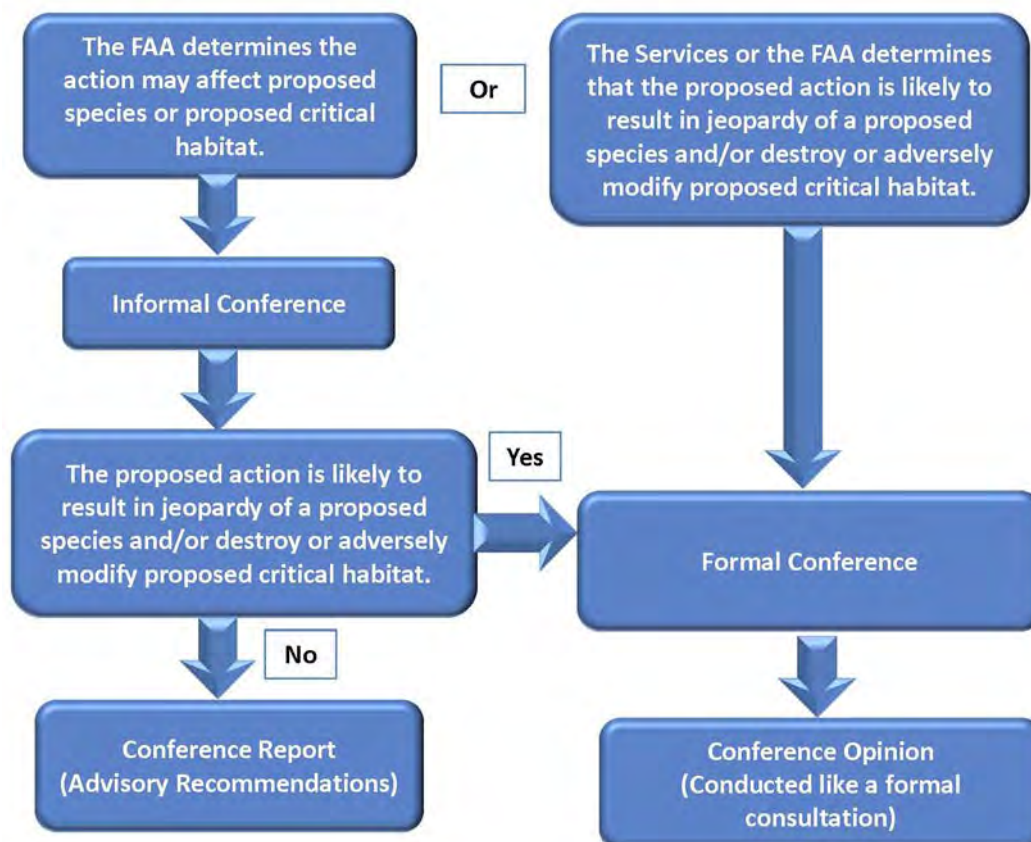 The FAA determines the
action may affect proposed
species or proposed critical
habitat.
Or
The Services or the FAA determines
that the proposed action is likely to
result in jeopardy of a proposed
species and/or destroy or adversely
modify proposed critical habitat.
Informal Conference
The proposed action is likely to
result in jeopardy of a proposed
species and/or destroy or adversely
modify proposed critical habitat.
Yes
Formal Conference
No
Conference Report
(Advisory Recommendations)
Conference Opinion
(Conducted like a formal
consultation)